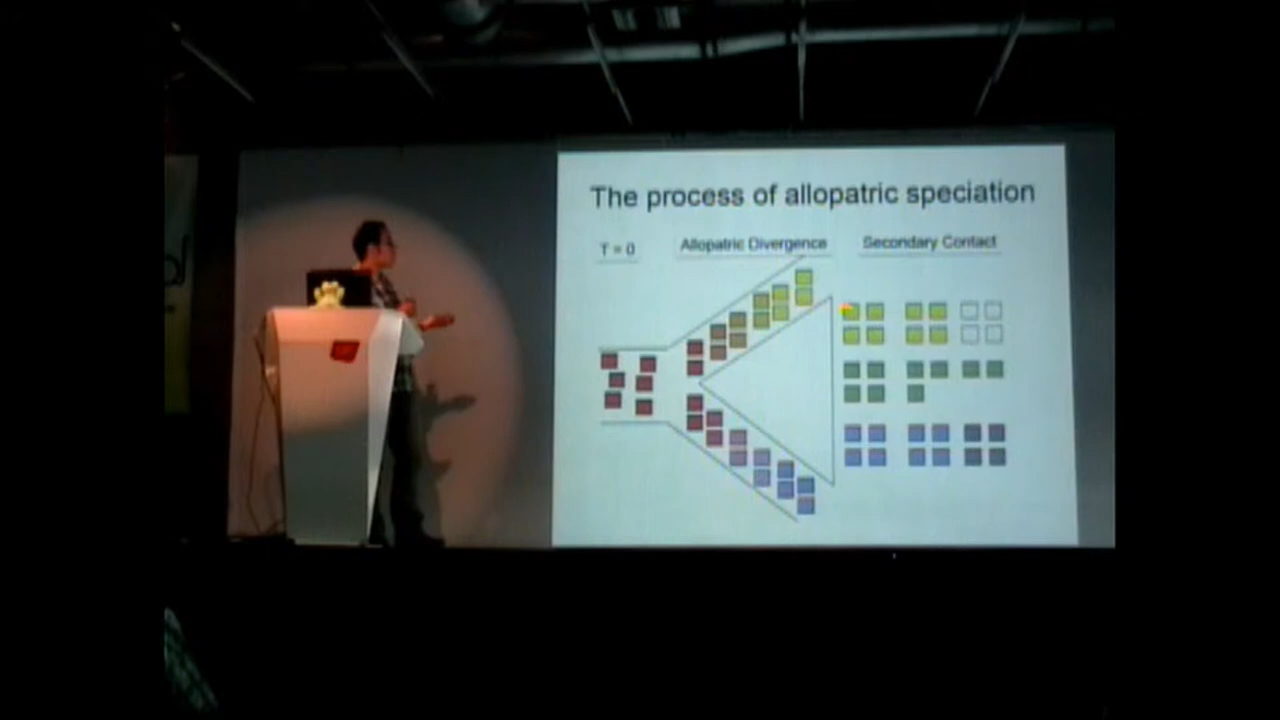 The process of allopatric speciation
T = 0
Allopatric Divergence
Secondary Contact